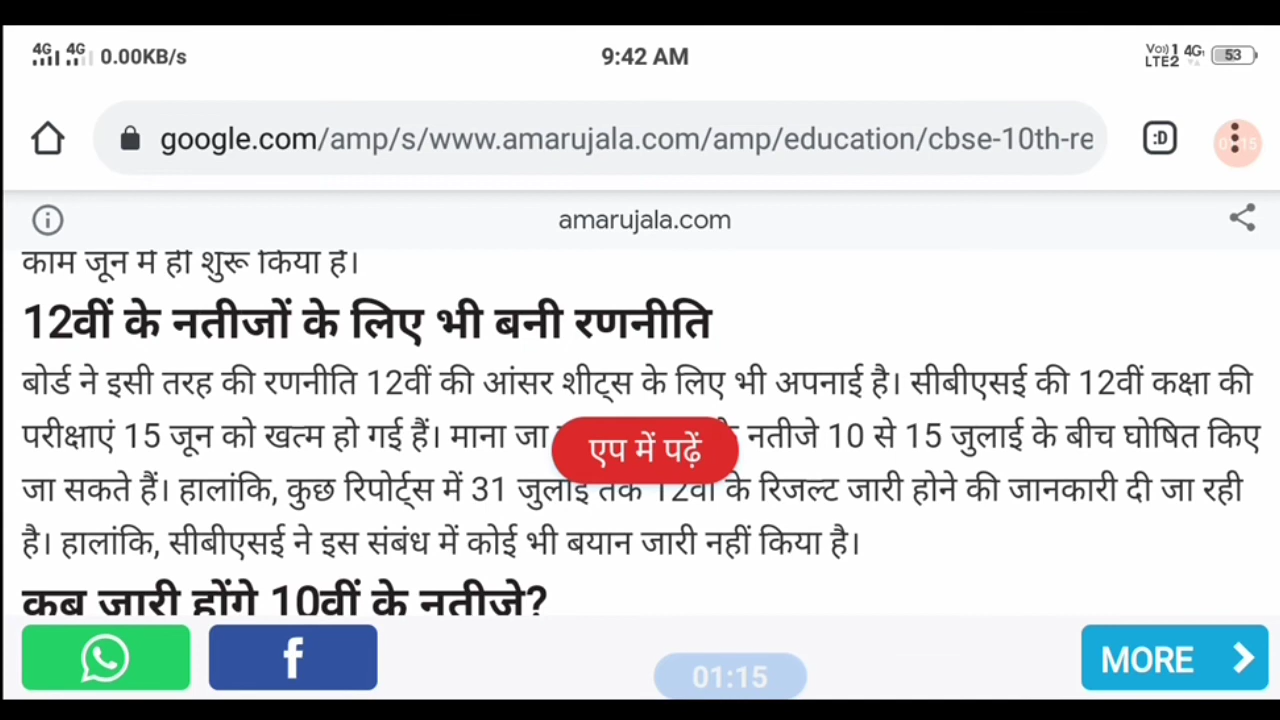 4G 4G 0.00KB/s
9:42 AM
Vo)) 1 4G
LTE2
53
google.com/amp/s/www.amarujala.com/amp/education/cbse-10th-re
:D
amarujala.com
काम जून में ही शुरू किया है।
12वीं के नतीजों के लिए भी बनी रणनीति
बोर्ड ने इसी तरह की रणनीति 12वीं की आंसर शीट्स के लिए भी अपनाई है। सीबीएसई की 12वीं कक्षा की
परीक्षाएं 15 जून को खत्म हो गई हैं। माना जा नतीजे 10 से 15 जुलाई के बीच घोषित किए
एप में पढ़ें
जा सकते हैं। हालांकि, कुछ रिपोर्ट्स में 31 जुलाई तक 12वीं के रिजल्ट जारी होने की जानकारी दी जा रही
है। हालांकि, सीबीएसई ने इस संबंध में कोई भी बयान जारी नहीं किया है।
कब जारी होंगे 10वीं के नतीजे?
MORE
01:15